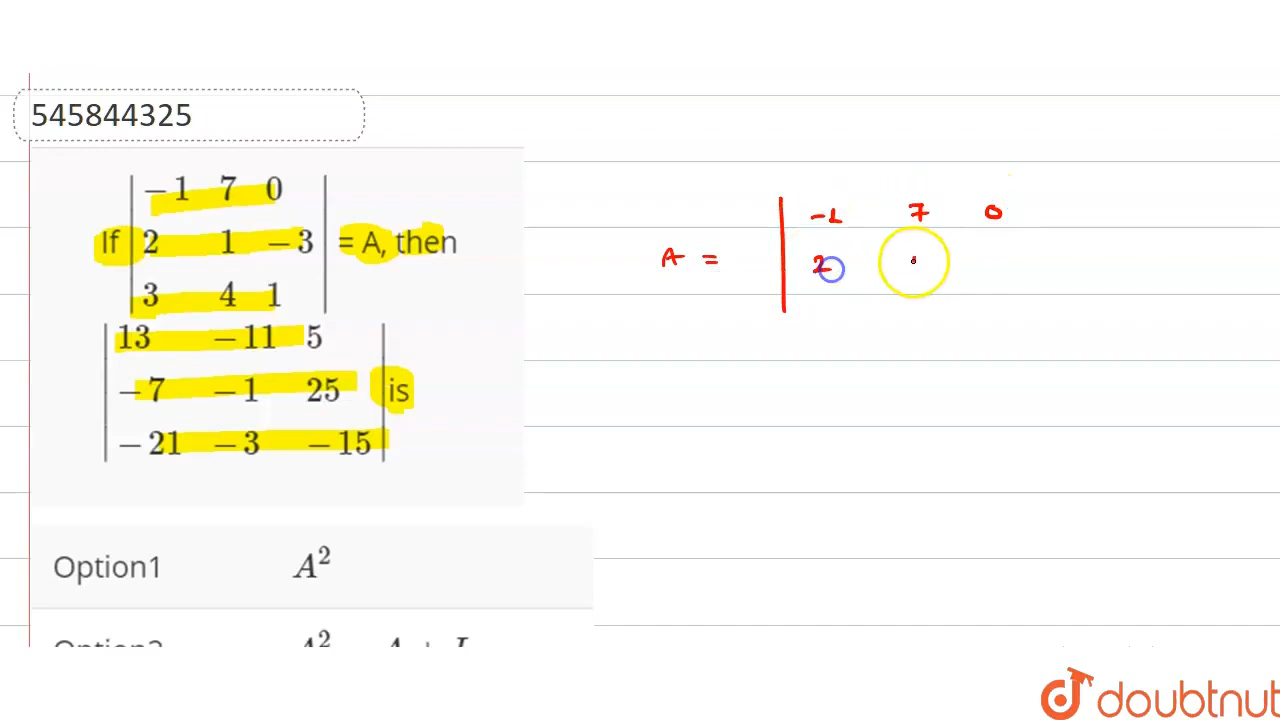 545844325
-1 7 0
If 2 1 -3 = A, then
3 4 1
13 -11 5
-7 -1 25 is
-21 -3 -15
Option1 A²
-1 7 0
A = 2
doubtnut